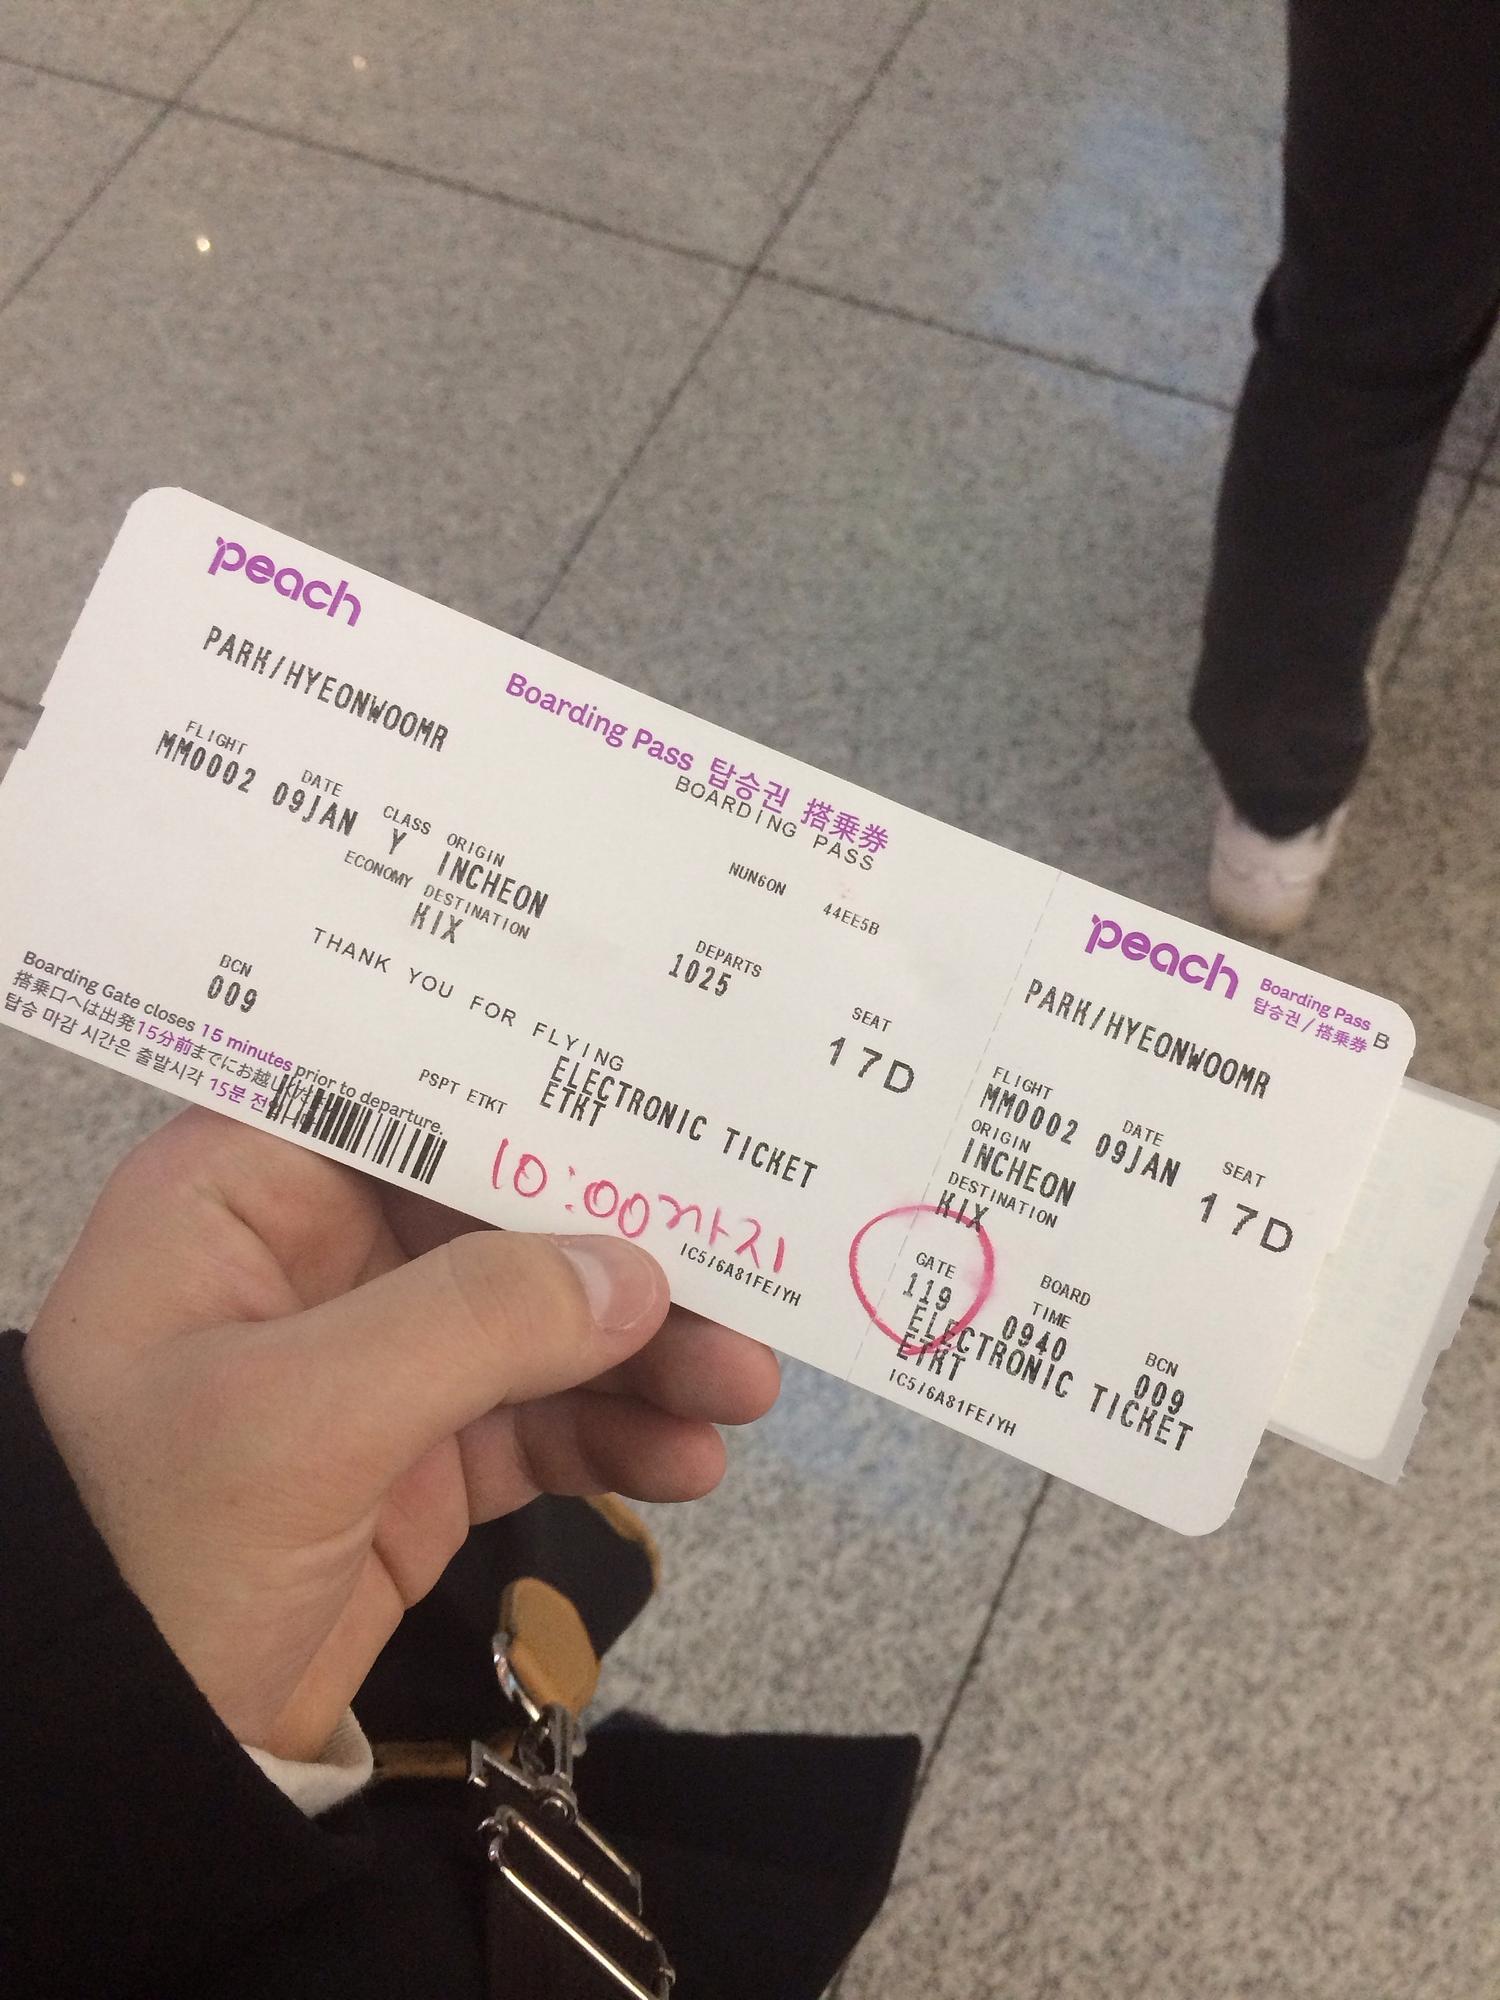 peach
PARK/HYEONWOOMR
Boarding Pass 탑승권 搭乗券
BOARDING PASS
FLIGHT DATE CLASS ORIGIN
MM0002 09JAN Y INCHEON
ECONOMY DESTINATION
KIX
NUN6ON 44EE5B
DEPARTS
1025
SEAT
17D
THANK YOU FOR FLYING
BCN
009
PSPT ETKT ELECTRONIC TICKET
ETKT
Boarding Gate closes 15 minutes prior to departure.
搭乗口へは出発15分前までにお越し
탑승 마감 시간은 출발시각 15분 전
10:00까지
IC5/6A81FE/YH
peach Boarding Pass B
탑승권 / 搭乗券
PARK/HYEONWOOMR
FLIGHT DATE SEAT
MM0002 09JAN 17D
ORIGIN
INCHEON
DESTINATION
KIX
GATE BOARD TIME BCN
119 0940 009
ELECTRONIC TICKET
ETKT
IC5/6A81FE/YH